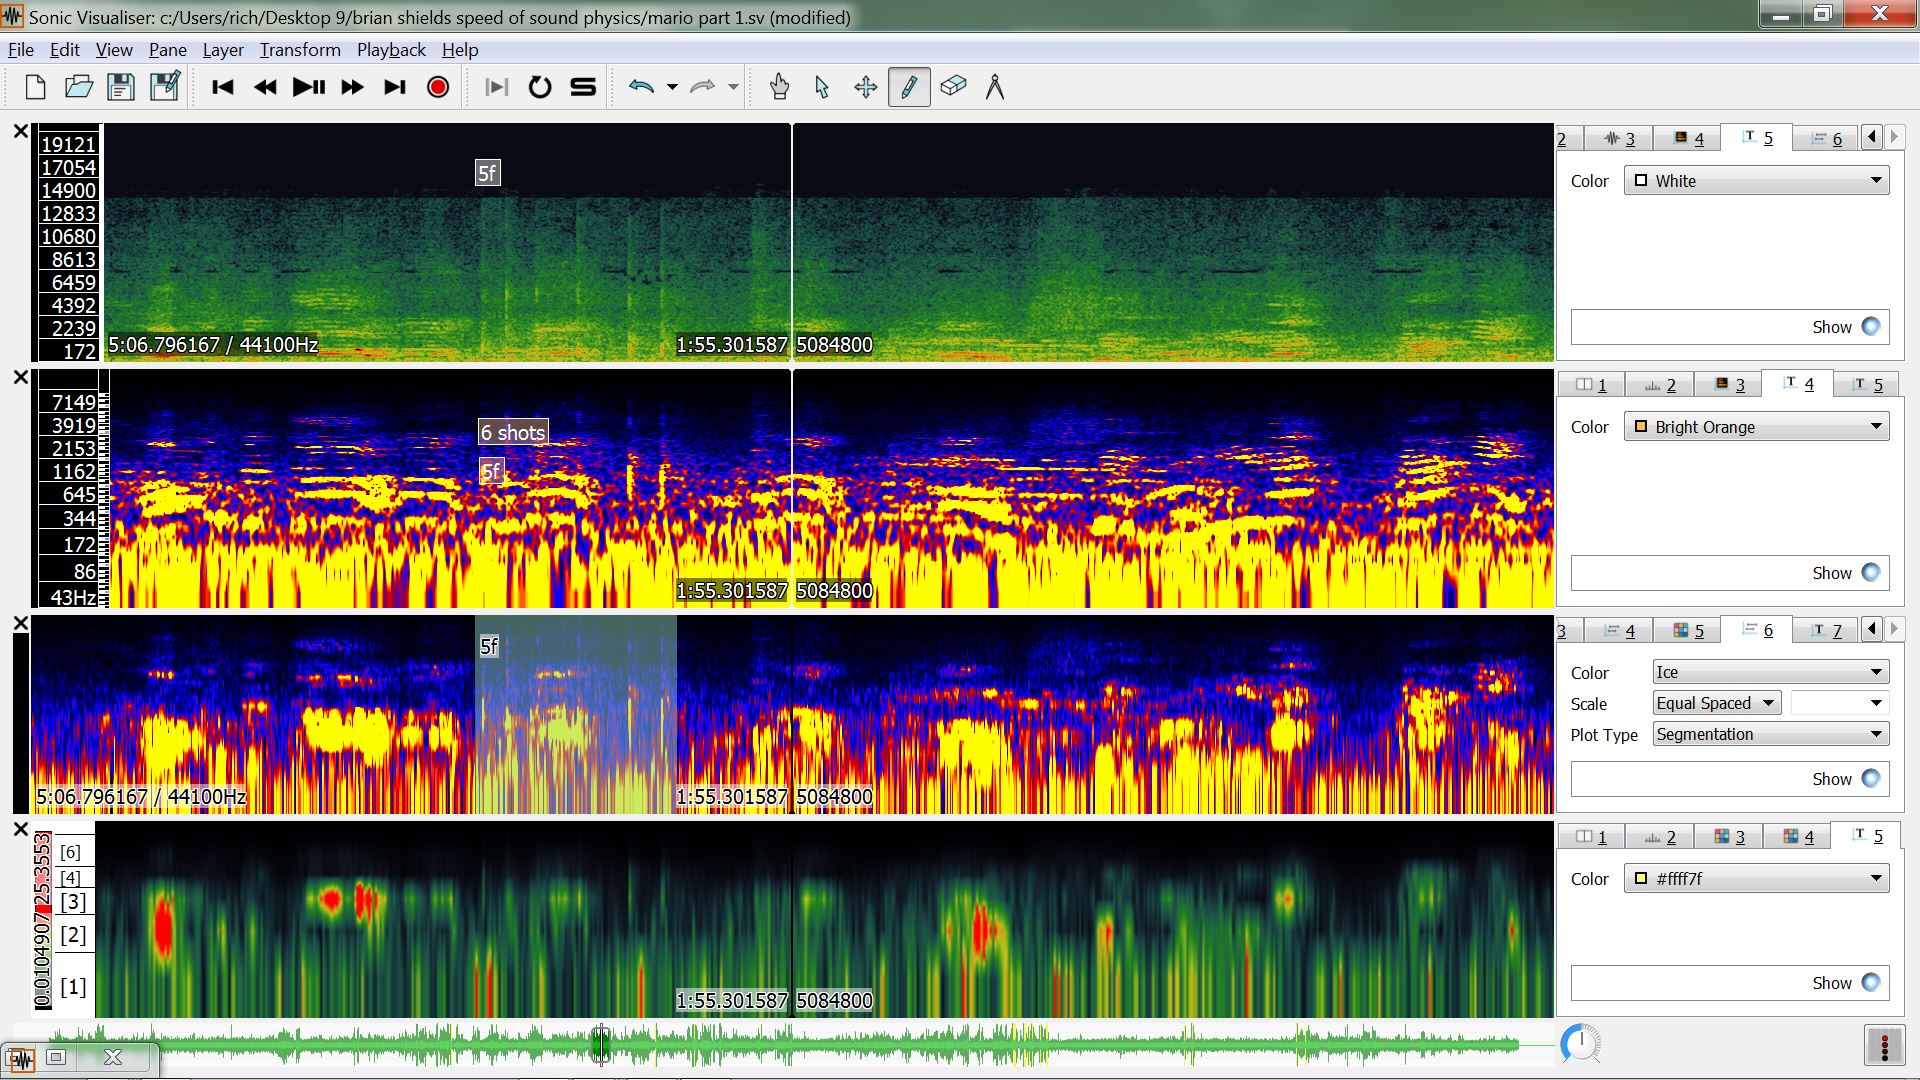 Sonic Visualiser: c:/Users/rich/Desktop 9/brian shields speed of sound physics/mario part 1.sv (modified)
File Edit View Pane Layer Transform Playback Help
19121
17054
14900
12833
10680
8613
6459
4392
2239
172
5f
5:06.796167 / 44100Hz
1:55.301587 5084800
2 3 4 T 5 6
Color White
Show
7149
3919
2153
1162
645
344
172
86
43Hz
6 shots
5f
1:55.301587 5084800
1 2 3 T 4 T 5
Color Bright Orange
Show
5f
5:06.796167 / 44100Hz
1:55.301587 5084800
3 4 5 6 T 7
Color Ice
Scale Equal Spaced
Plot Type Segmentation
Show
0.0104907 25.3553
[6]
[4]
[3]
[2]
[1]
1:55.301587 5084800
1 2 3 4 T 5
Color #ffff7f
Show